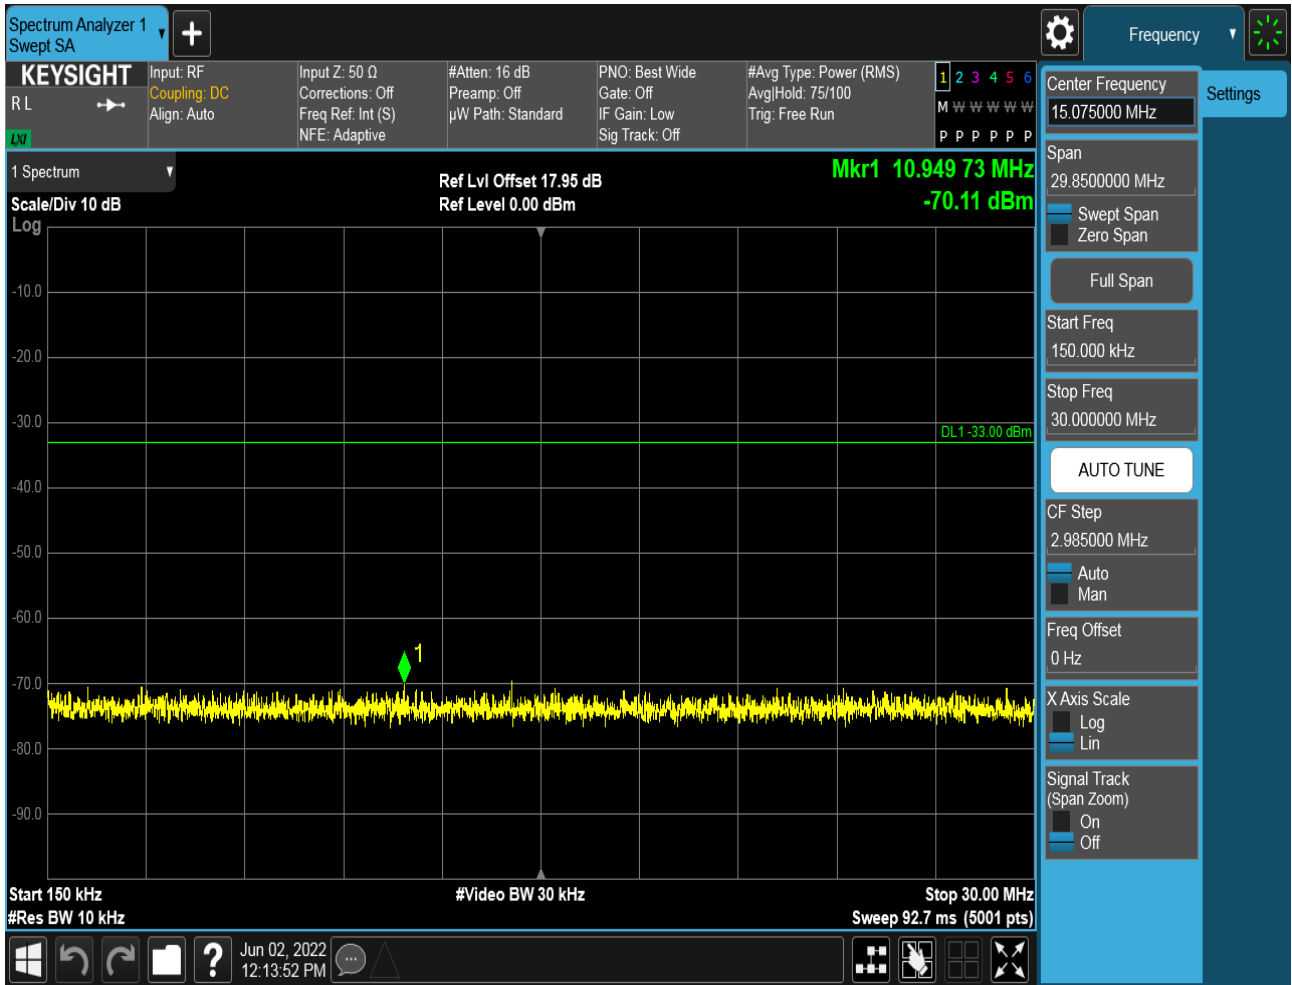 Spectrum Analyzer 1
Swept SA
Frequency
KEYSIGHT
R L
LXI
Input: RF
Coupling: DC
Align: Auto
Input Z: 50 Ω
Corrections: Off
Freq Ref: Int (S)
NFE: Adaptive
#Atten: 16 dB
Preamp: Off
µW Path: Standard
PNO: Best Wide
Gate: Off
IF Gain: Low
Sig Track: Off
#Avg Type: Power (RMS)
Avg|Hold: 75/100
Trig: Free Run
1 2 3 4 5 6
M W W W W W
P P P P P P
1 Spectrum
Scale/Div 10 dB
Log
Ref Lvl Offset 17.95 dB
Ref Level 0.00 dBm
Mkr1 10.949 73 MHz
-70.11 dBm
-10.0
-20.0
-30.0
DL1 -33.00 dBm
-40.0
-50.0
-60.0
1
-70.0
-80.0
-90.0
Start 150 kHz
#Res BW 10 kHz
#Video BW 30 kHz
Stop 30.00 MHz
Sweep 92.7 ms (5001 pts)
Jun 02, 2022
12:13:52 PM
Center Frequency
15.075000 MHz
Settings
Span
29.8500000 MHz
Swept Span
Zero Span
Full Span
Start Freq
150.000 kHz
Stop Freq
30.000000 MHz
AUTO TUNE
CF Step
2.985000 MHz
Auto
Man
Freq Offset
0 Hz
X Axis Scale
Log
Lin
Signal Track
(Span Zoom)
On
Off